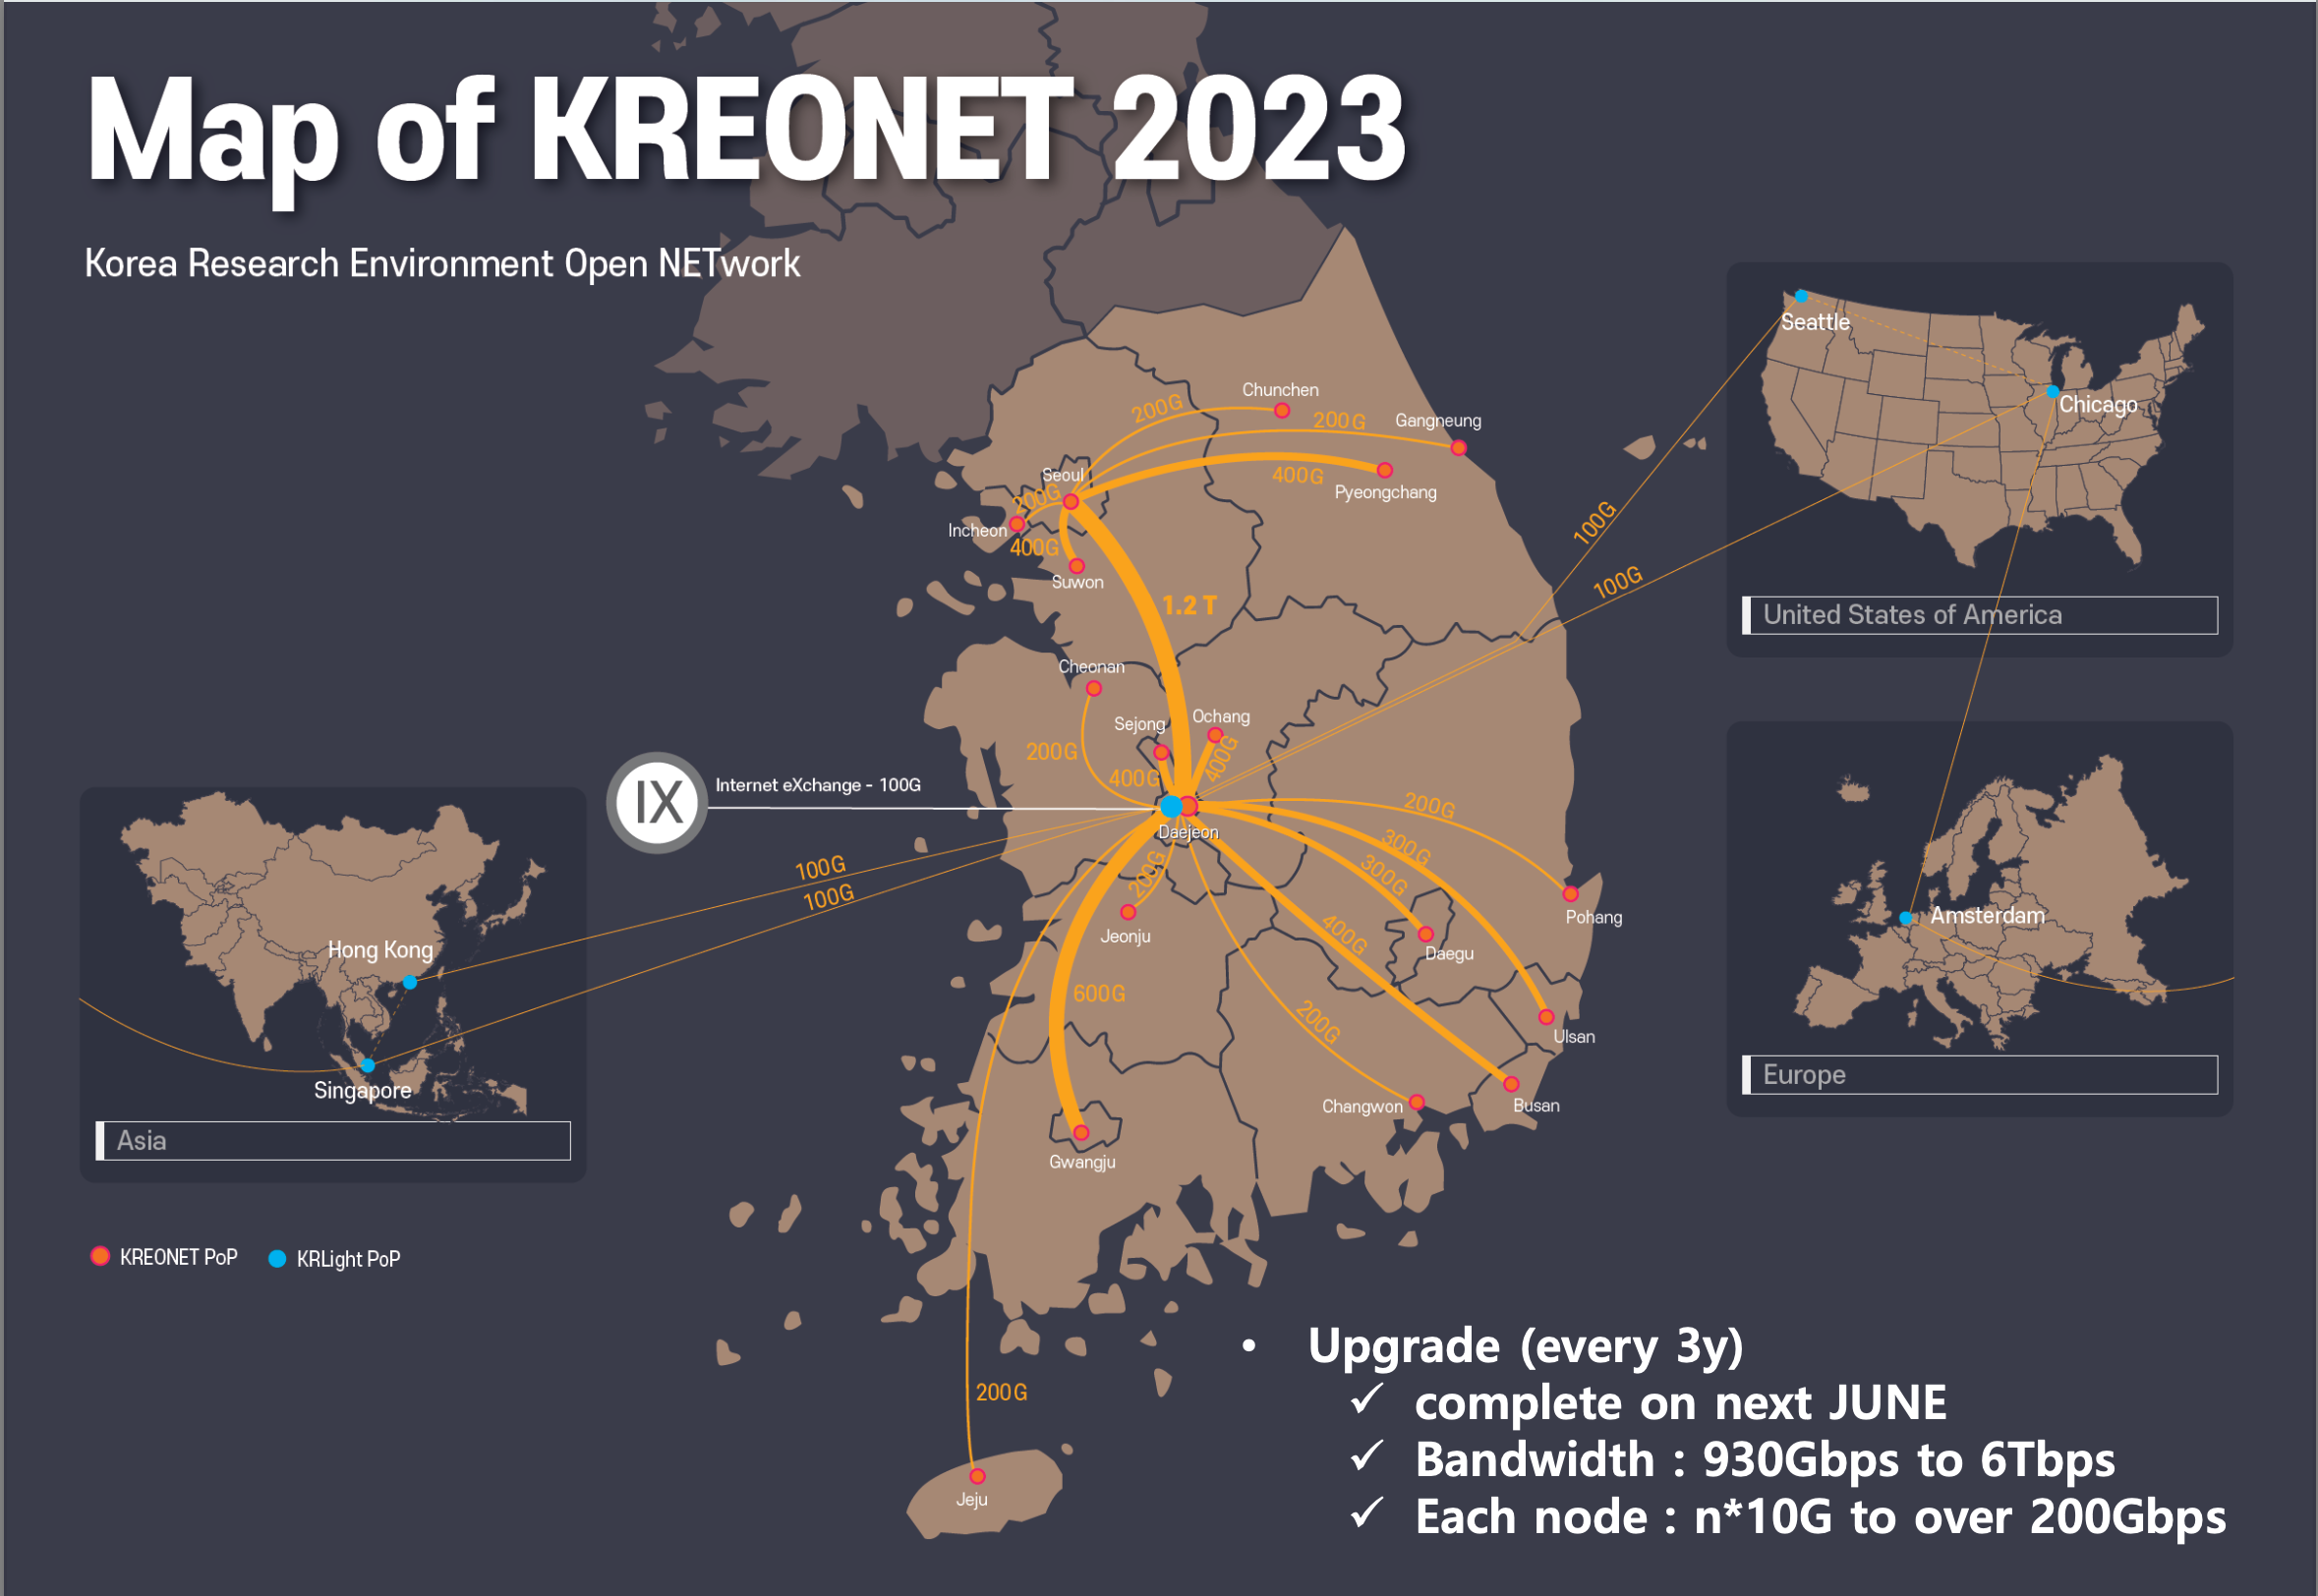 Map of KREONET 2023
Korea Research Environment Open NETwork
Chunchen
200G
200G
Gangneung
400G
Pyeongchang
Seoul
200G
Incheon
400G
Suwon
1.2 T
Cheonan
Sejong
Ochang
200G
400G
400G
IX
Internet eXchange - 100G
Daejeon
200G
300G
300G
200G
400G
Pohang
Daegu
Jeonju
600G
200G
Ulsan
Changwon
Busan
Gwangju
200G
Jeju
100G
100G
100G
100G
Seattle
Chicago
United States of America
Amsterdam
Europe
Hong Kong
Singapore
Asia
KREONET PoP
KRLight PoP
• Upgrade (every 3y)
✓ complete on next JUNE
✓ Bandwidth : 930Gbps to 6Tbps
✓ Each node : n*10G to over 200Gbps